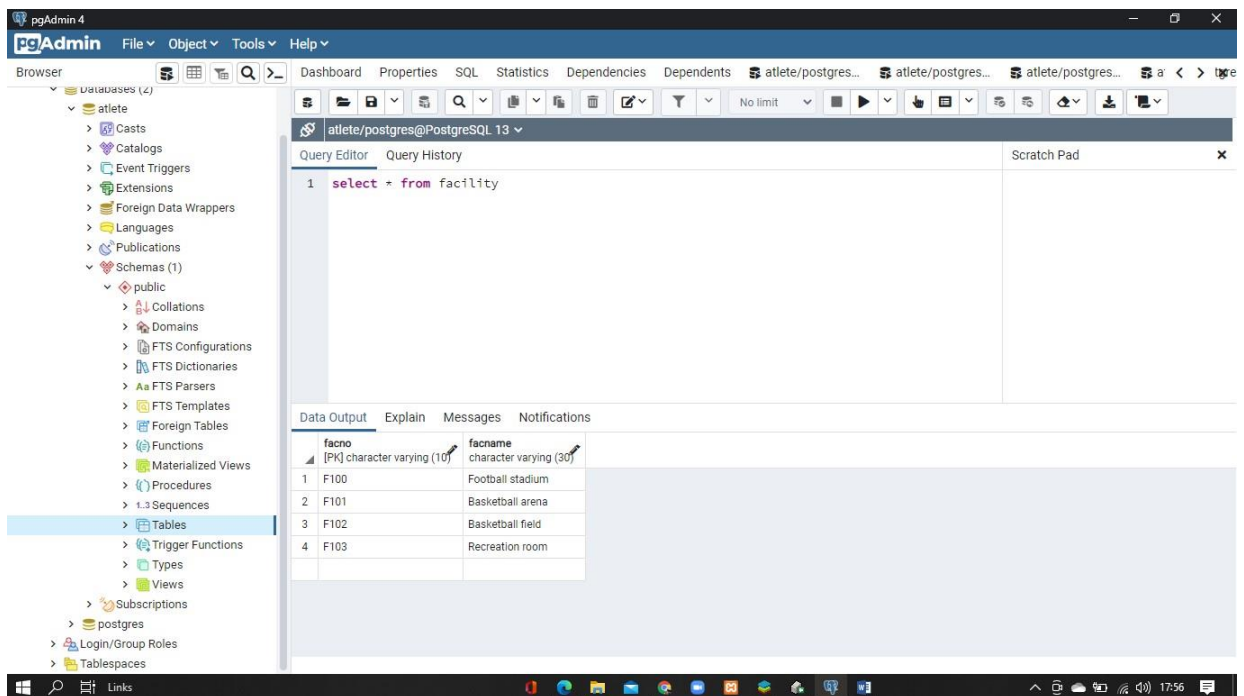 pgAdmin 4
pgAdmin File Object Tools Help
Browser
Dashboard Properties SQL Statistics Dependencies Dependents atlete/postgres... atlete/postgres... atlete/postgres...
Databases (2)
atlete
Casts
Catalogs
Event Triggers
Extensions
Foreign Data Wrappers
Languages
Publications
Schemas (1)
public
Collations
Domains
FTS Configurations
FTS Dictionaries
Aa FTS Parsers
FTS Templates
Foreign Tables
Functions
Materialized Views
Procedures
1..3 Sequences
Tables
Trigger Functions
Types
Views
Subscriptions
postgres
Login/Group Roles
Tablespaces
No limit
atlete/postgres@PostgreSQL 13
Query Editor Query History
Scratch Pad
1 select * from facility
Data Output Explain Messages Notifications
facno facname
[PK] character varying (10) character varying (30)
1 F100 Football stadium
2 F101 Basketball arena
3 F102 Basketball field
4 F103 Recreation room
Links
17:56